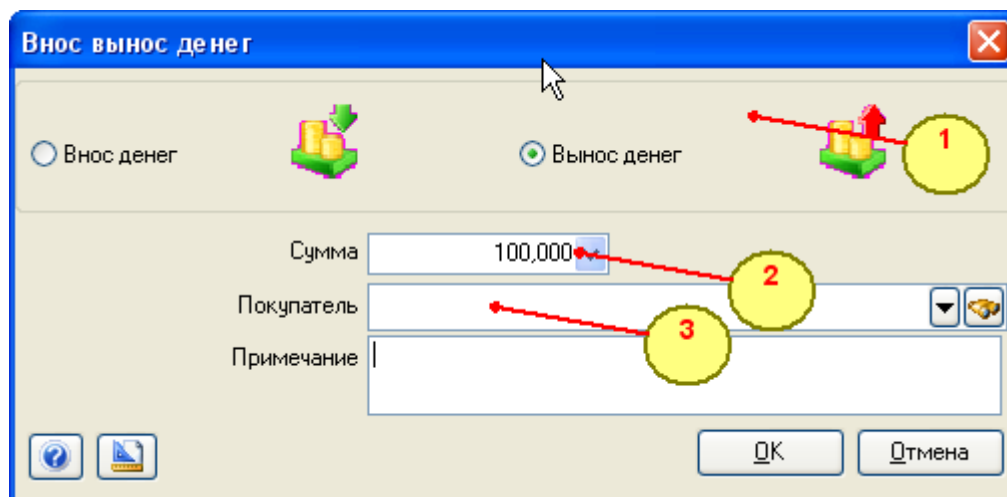 Внос вынос денег
Внос денег
Вынос денег
1
Сумма
100,000
2
Покупатель
3
Примечание
OK
Отмена